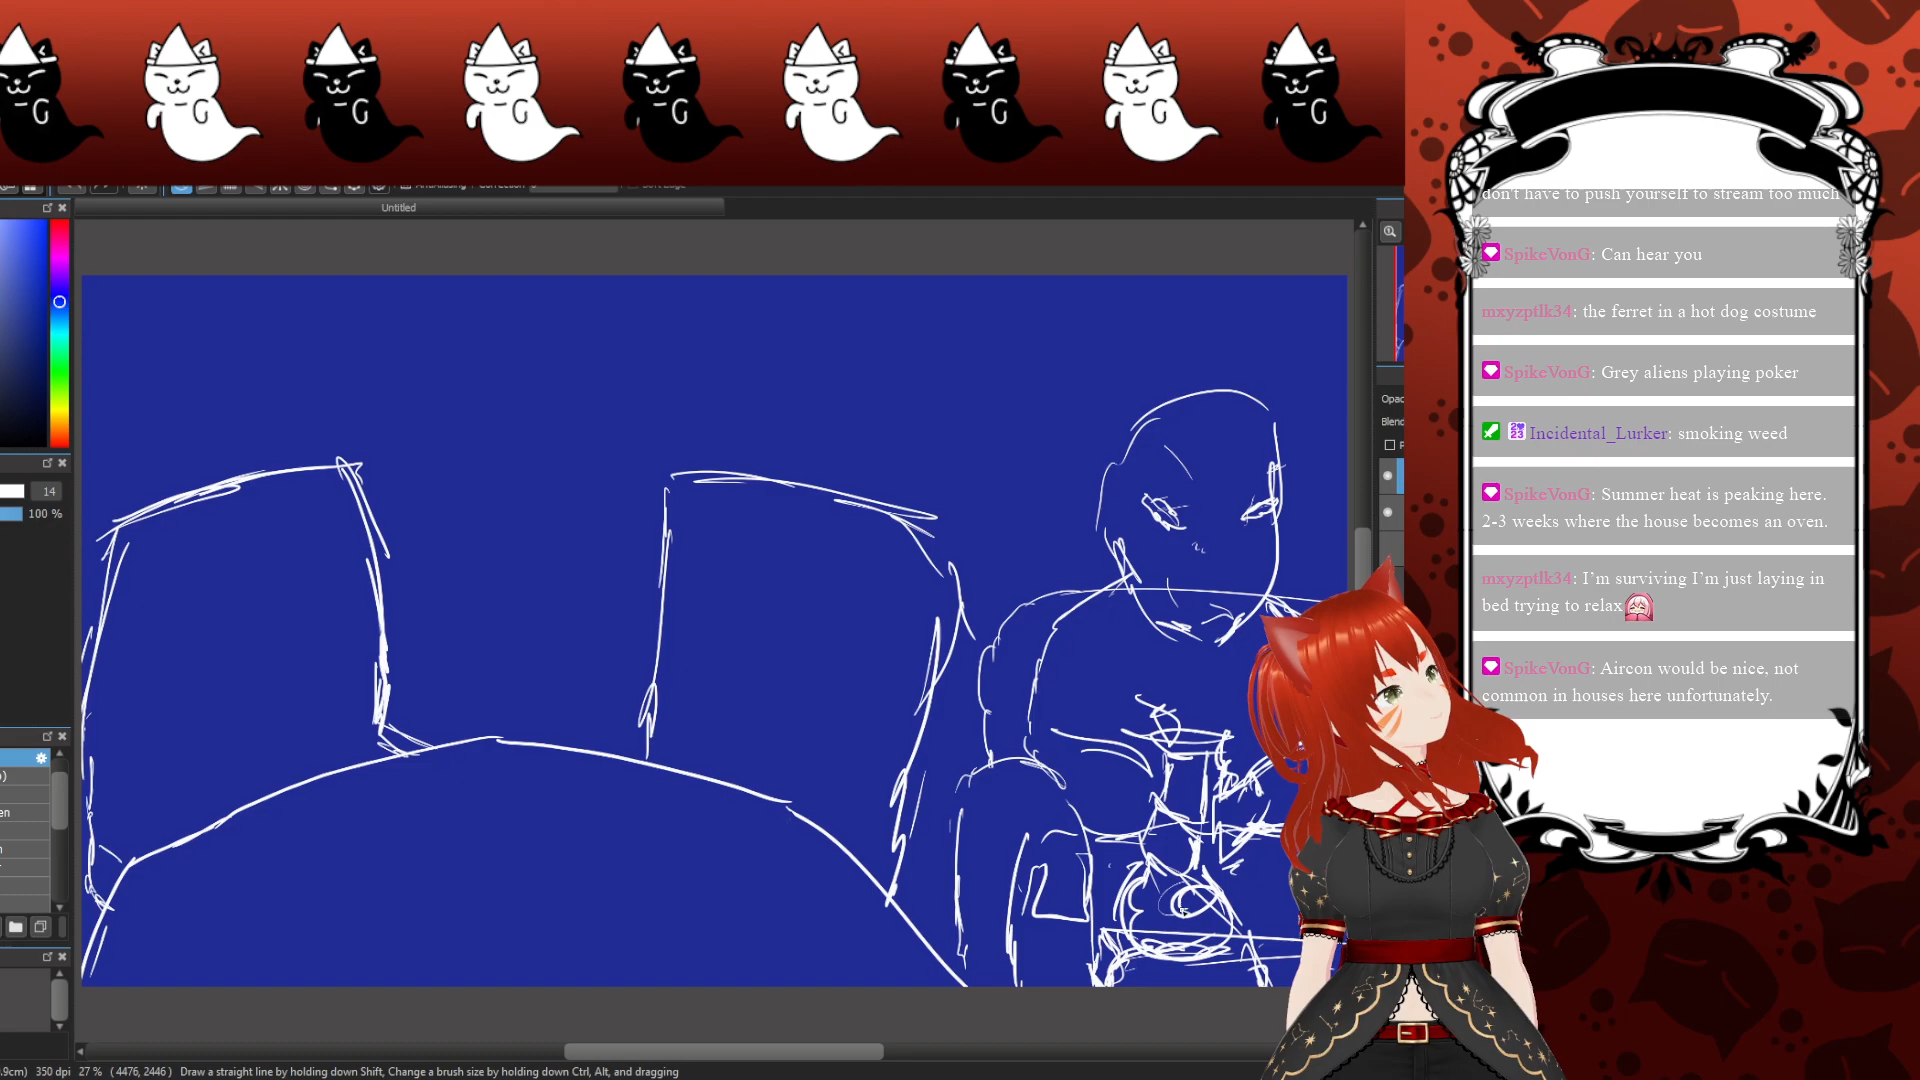 G G G G G G G G G
Untitled
14
100 %
Opac
Blend
don't have to push yourself to stream too much
SpikeVonG: Can hear you
mxyzptlk34: the ferret in a hot dog costume
SpikeVonG: Grey aliens playing poker
Incidental_Lurker: smoking weed
SpikeVonG: Summer heat is peaking here.
2-3 weeks where the house becomes an oven.
mxyzptlk34: I'm surviving I'm just laying in
bed trying to relax
SpikeVonG: Aircon would be nice, not
common in houses here unfortunately.
.9cm) 350 dpi 27 % ( 4476, 2446 ) Draw a straight line by holding down Shift, Change a brush size by holding down Ctrl, Alt, and dragging